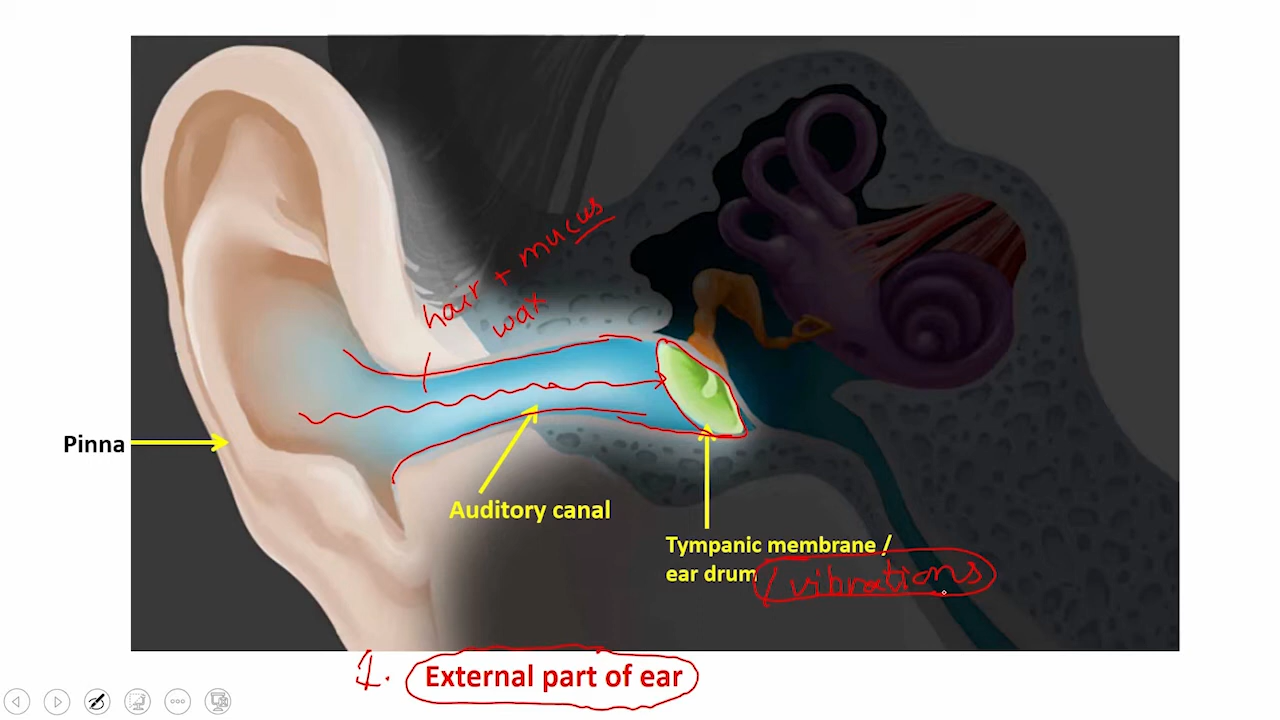 hair + mucus
wax
Pinna
Auditory canal
Tympanic membrane /
ear drum / vibrations
1. External part of ear